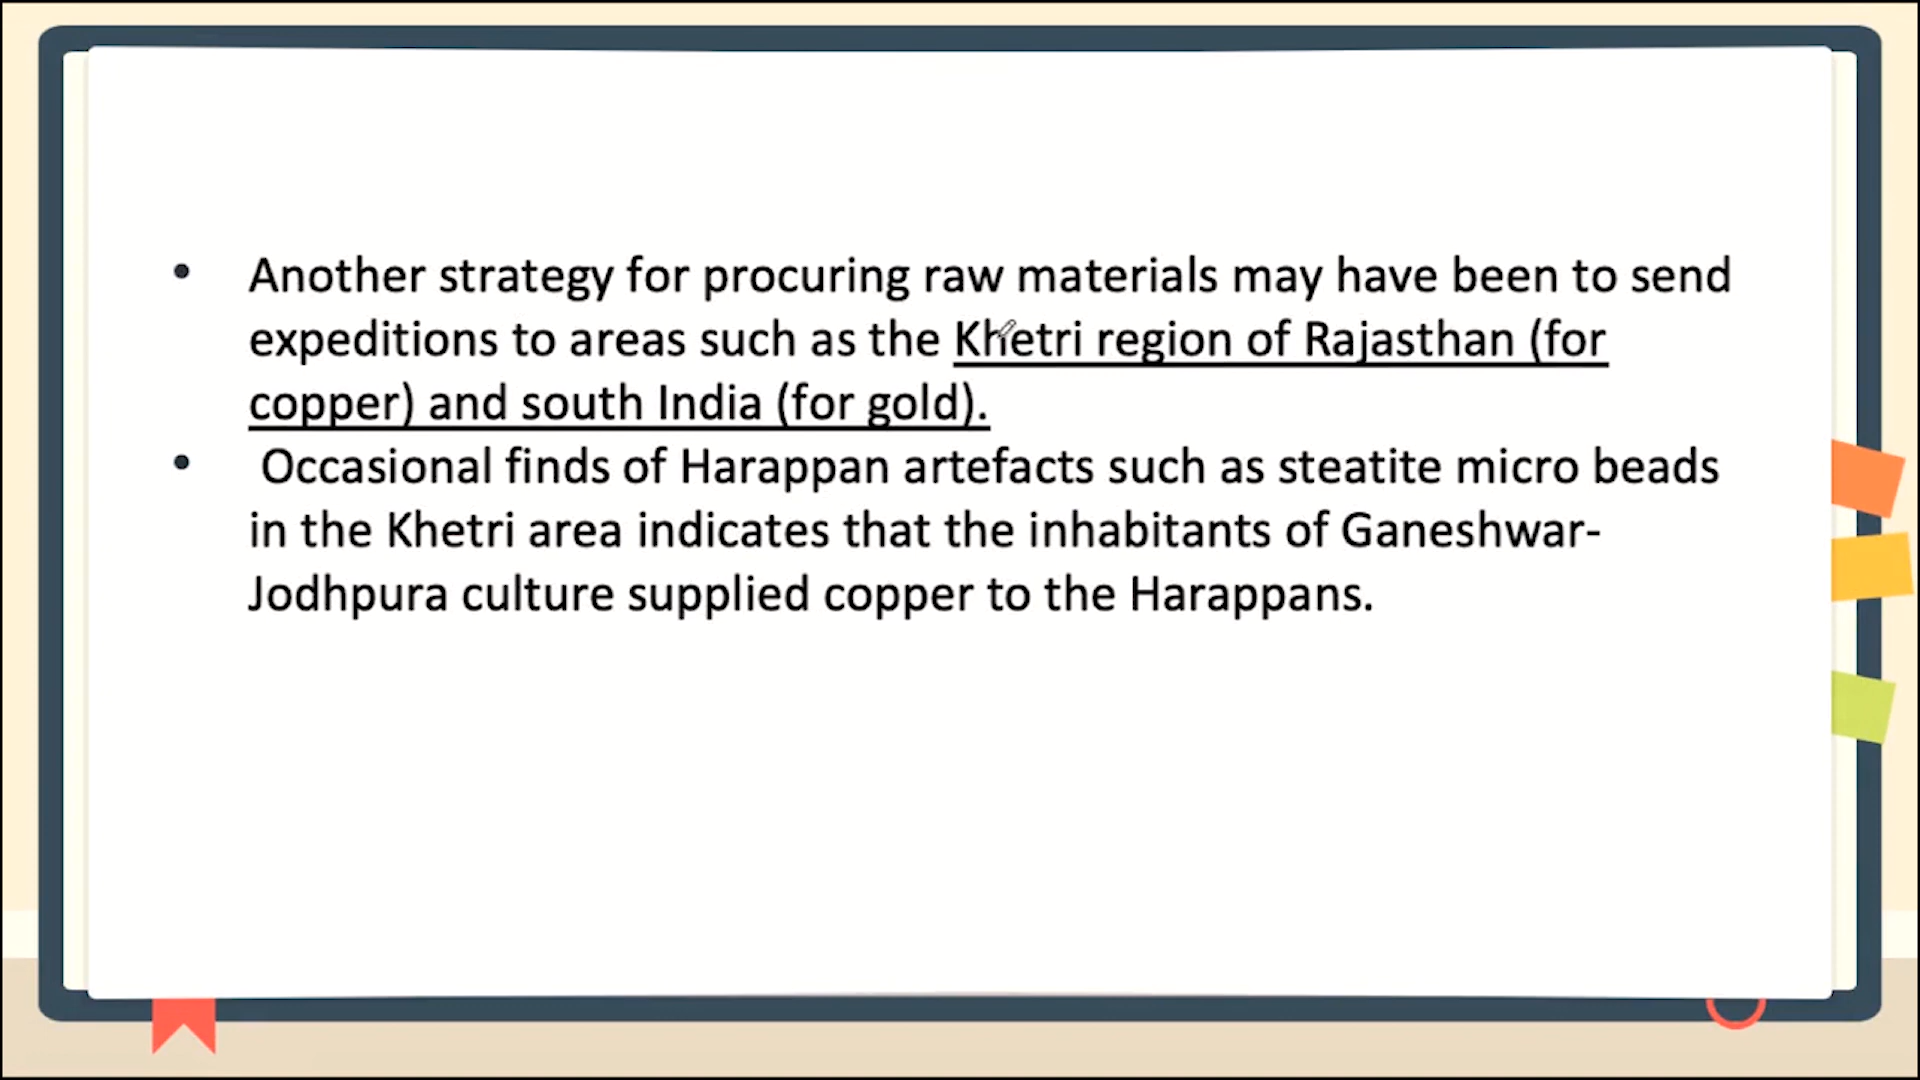 • Another strategy for procuring raw materials may have been to send
expeditions to areas such as the Khetri region of Rajasthan (for
copper) and south India (for gold).
• Occasional finds of Harappan artefacts such as steatite micro beads
in the Khetri area indicates that the inhabitants of Ganeshwar-
Jodhpura culture supplied copper to the Harappans.